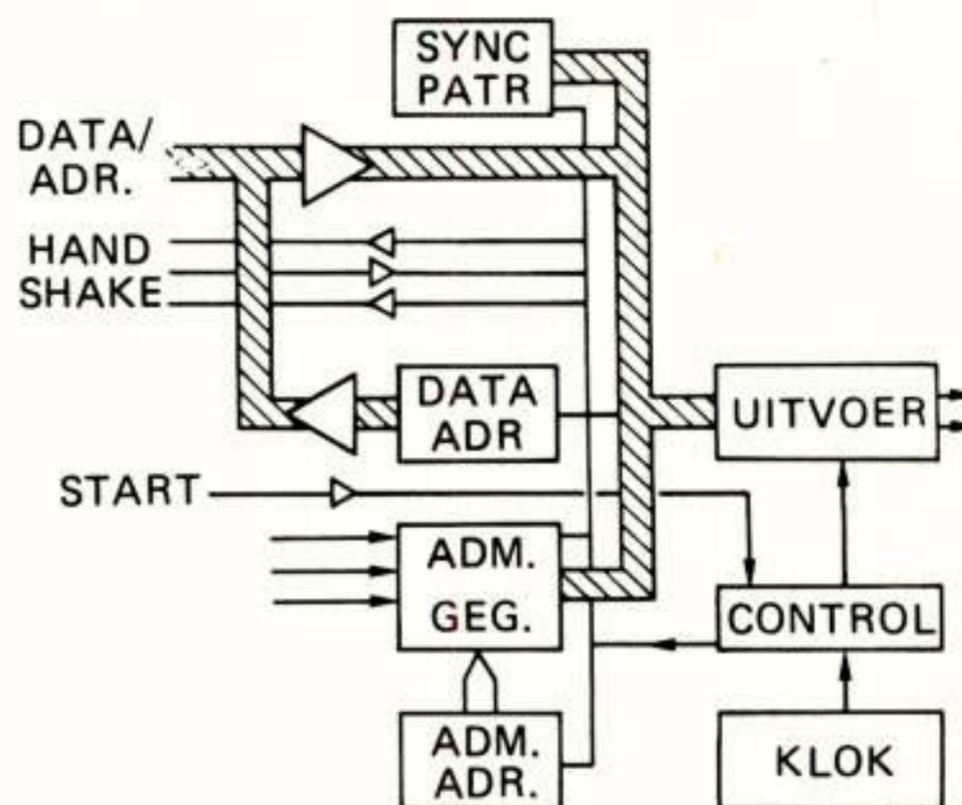 SYNC
PATR
DATA/
ADR.
HAND
SHAKE
DATA
ADR
UITVOER
START
ADM.
GEG.
CONTROL
ADM.
ADR.
KLOK